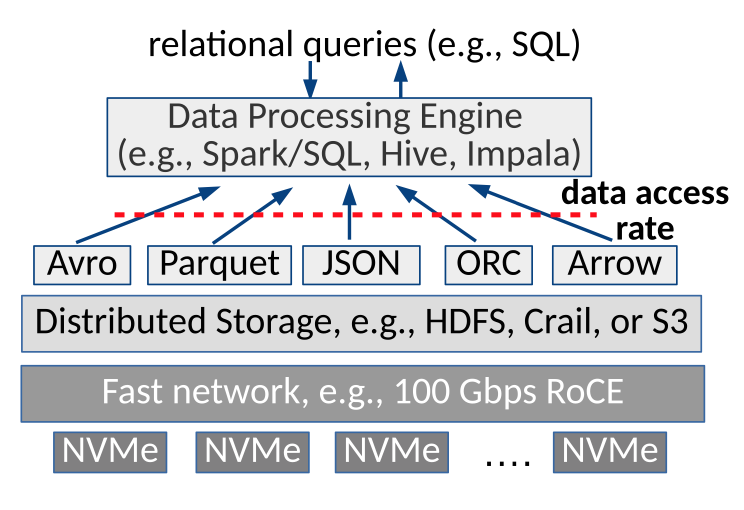 relational queries (e.g., SQL)
Data Processing Engine
(e.g., Spark/SQL, Hive, Impala)
data access
rate
Avro
Parquet
JSON
ORC
Arrow
Distributed Storage, e.g., HDFS, Crail, or S3
Fast network, e.g., 100 Gbps RoCE
NVMe
NVMe
NVMe
....
NVMe